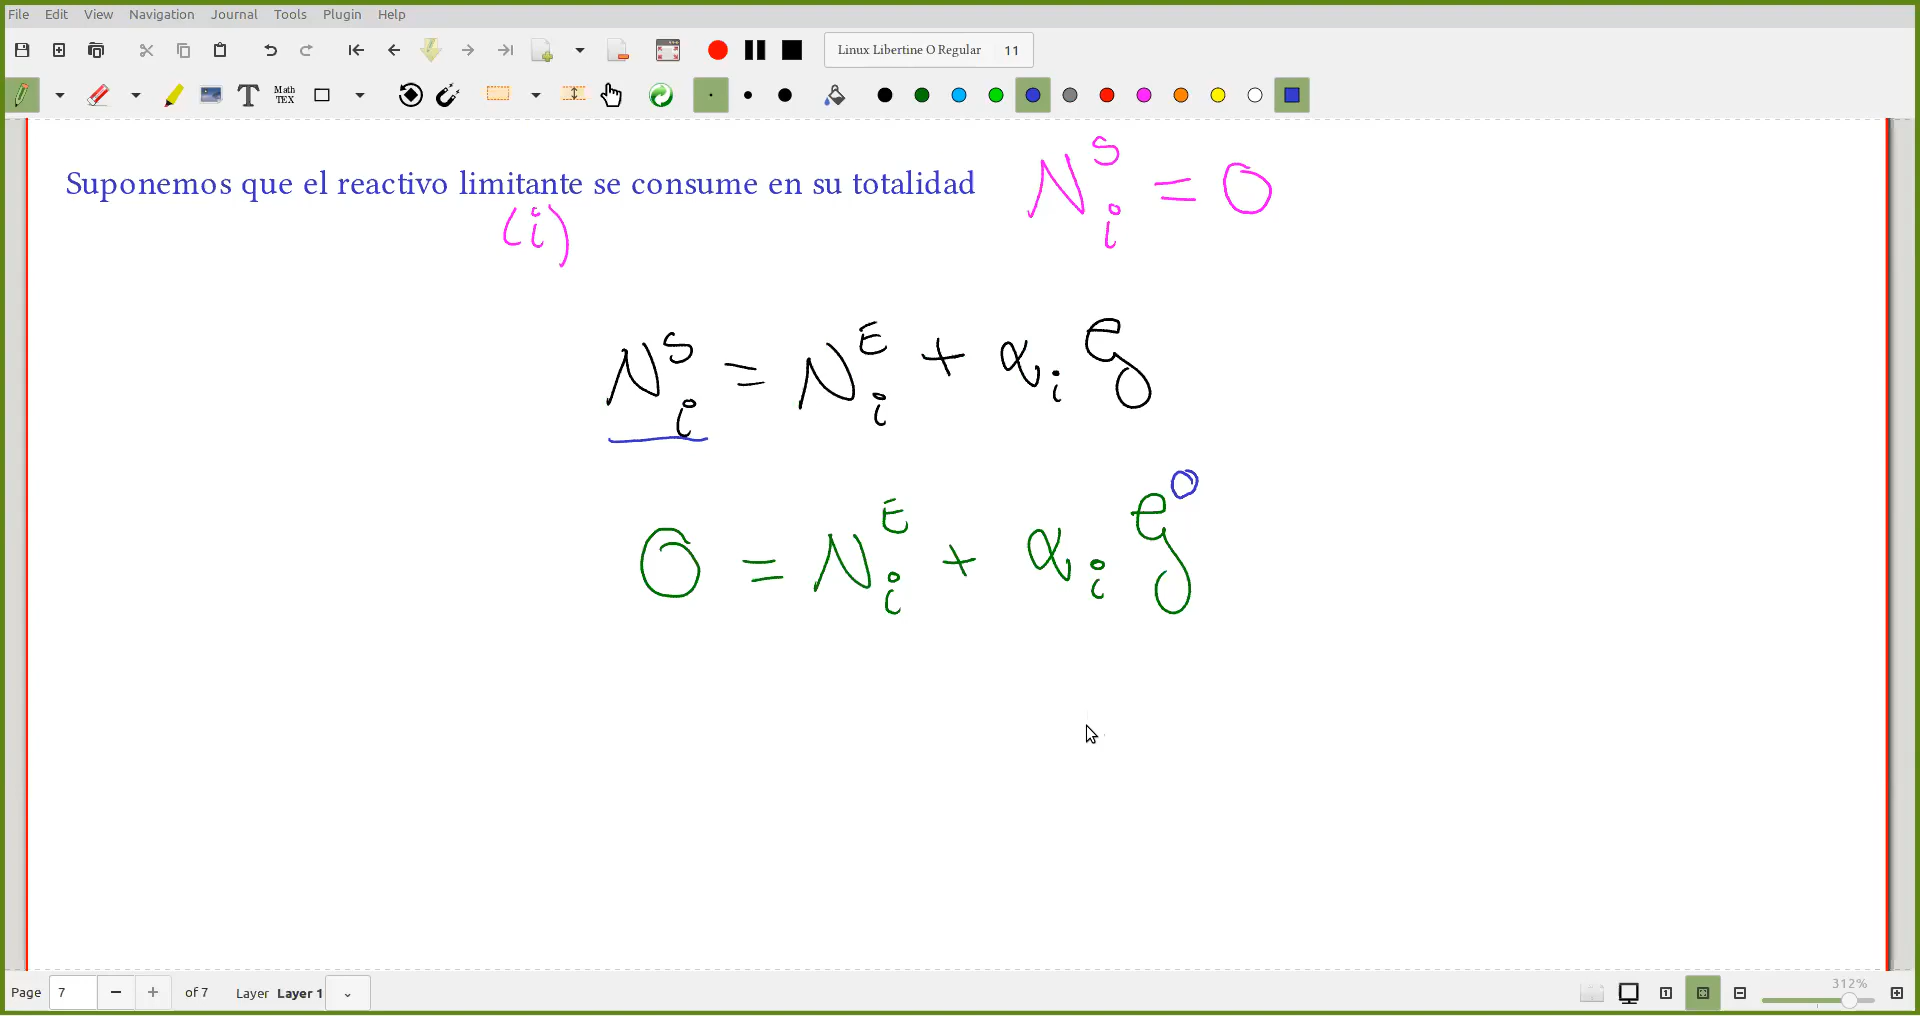 File Edit View Navigation Journal Tools Plugin Help
Linux Libertine O Regular 11
T Math TEX
Suponemos que el reactivo limitante se consume en su totalidad N_i^S = 0
(i)
N_i^S = N_i^E + α_i ξ
0 = N_i^E + α_i ξ^0
Page 7 − + of 7 Layer Layer 1 312%